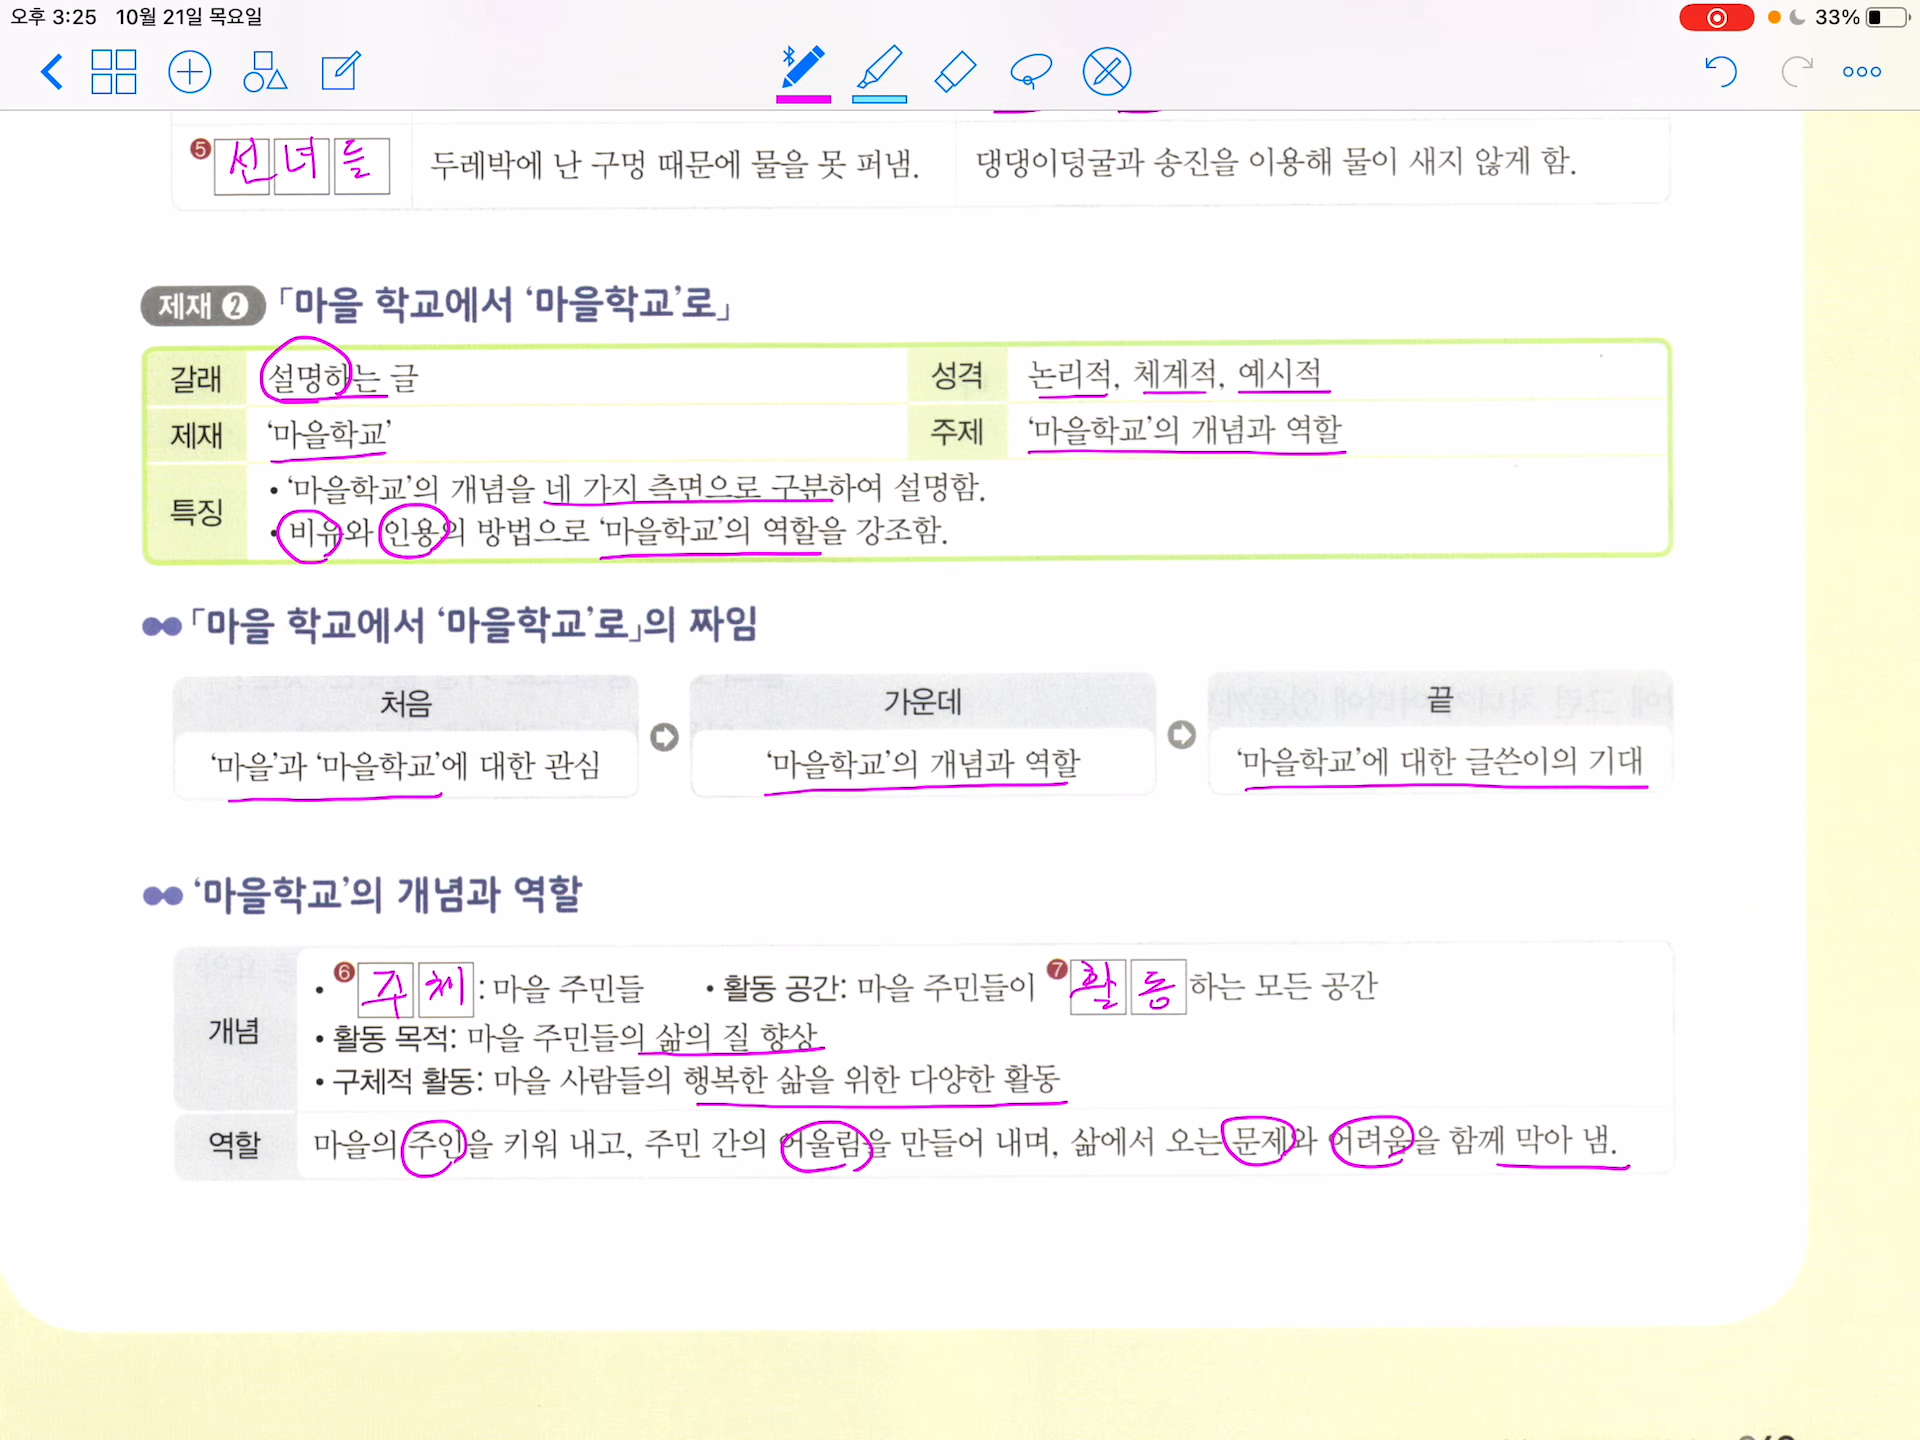 오후 3:25 10월 21일 목요일 33%
❺ 선녀들 두레박에 난 구멍 때문에 물을 못 퍼냄. 댕댕이덩굴과 송진을 이용해 물이 새지 않게 함.
제재 ❷ 「마을 학교에서 ‘마을학교’로」
갈래 설명하는 글 성격 논리적, 체계적, 예시적
제재 ‘마을학교’ 주제 ‘마을학교’의 개념과 역할
특징 • ‘마을학교’의 개념을 네 가지 측면으로 구분하여 설명함.
• 비유와 인용의 방법으로 ‘마을학교’의 역할을 강조함.
「마을 학교에서 ‘마을학교’로」의 짜임
처음 가운데 끝
‘마을’과 ‘마을학교’에 대한 관심 ‘마을학교’의 개념과 역할 ‘마을학교’에 대한 글쓴이의 기대
‘마을학교’의 개념과 역할
개념 • ❻ 주체 : 마을 주민들 • 활동 공간: 마을 주민들이 ❼ 활동 하는 모든 공간
• 활동 목적: 마을 주민들의 삶의 질 향상
• 구체적 활동: 마을 사람들의 행복한 삶을 위한 다양한 활동
역할 마을의 주인을 키워 내고, 주민 간의 어울림을 만들어 내며, 삶에서 오는 문제와 어려움을 함께 막아 냄.